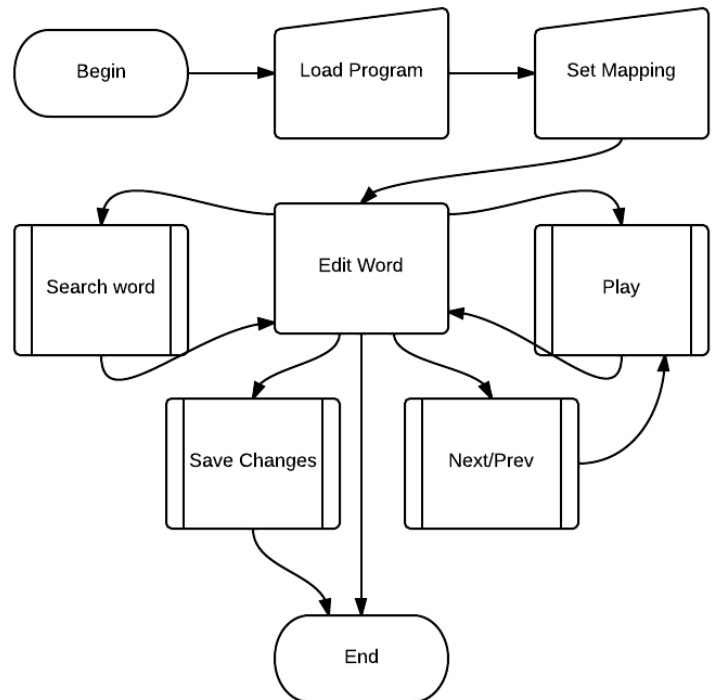 Begin
Load Program
Set Mapping
Search word
Edit Word
Play
Save Changes
Next/Prev
End